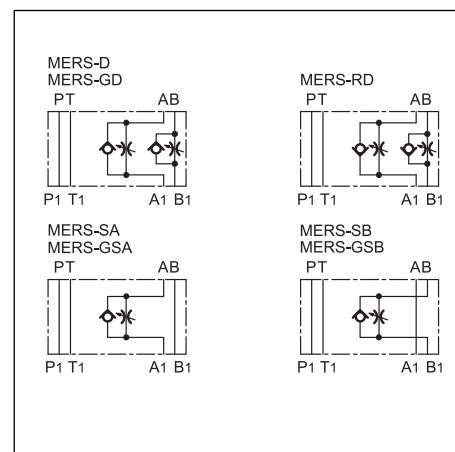 MERS-D
MERS-GD
PT AB
P1 T1 A1 B1
MERS-RD
PT AB
P1 T1 A1 B1
MERS-SA
MERS-GSA
PT AB
P1 T1 A1 B1
MERS-SB
MERS-GSB
PT AB
P1 T1 A1 B1